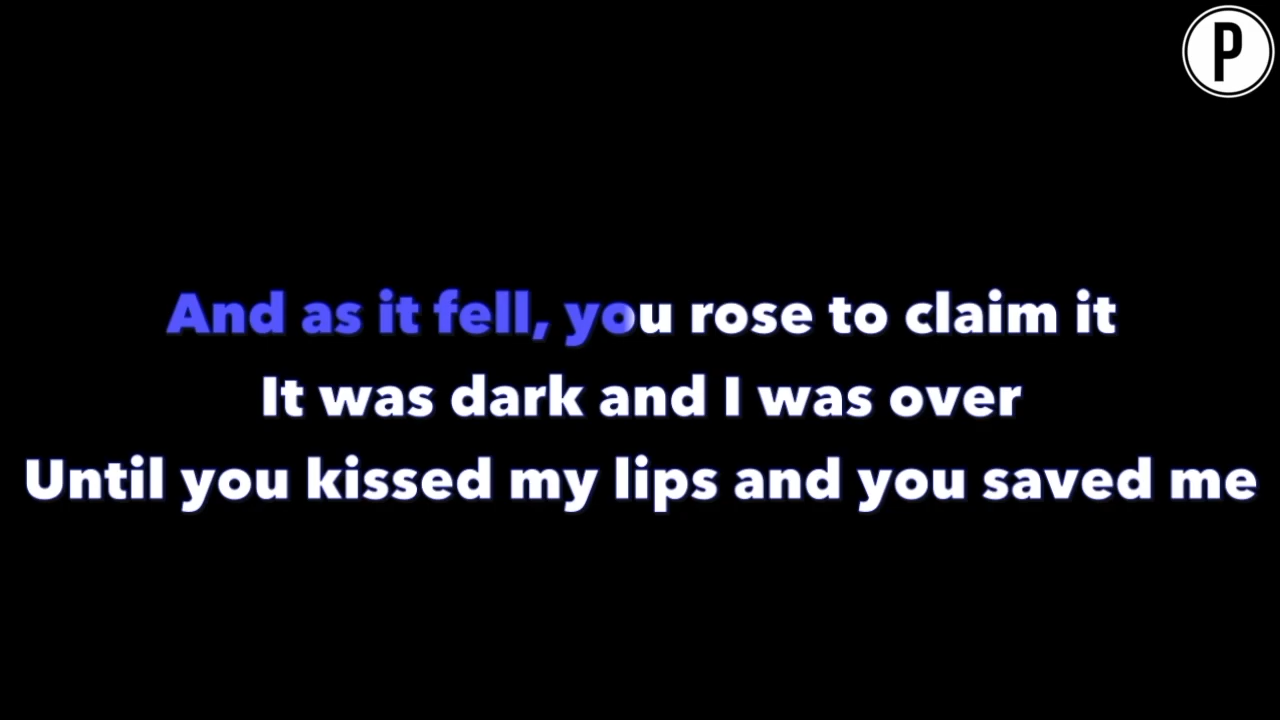 P
And as it fell, you rose to claim it
It was dark and I was over
Until you kissed my lips and you saved me